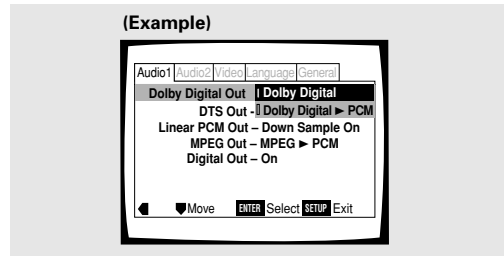 (Example)
Audio1 Audio2 Video Language General
Dolby Digital Out Dolby Digital
DTS Out - Dolby Digital ► PCM
Linear PCM Out – Down Sample On
MPEG Out – MPEG ► PCM
Digital Out – On
Move ENTER Select SETUP Exit